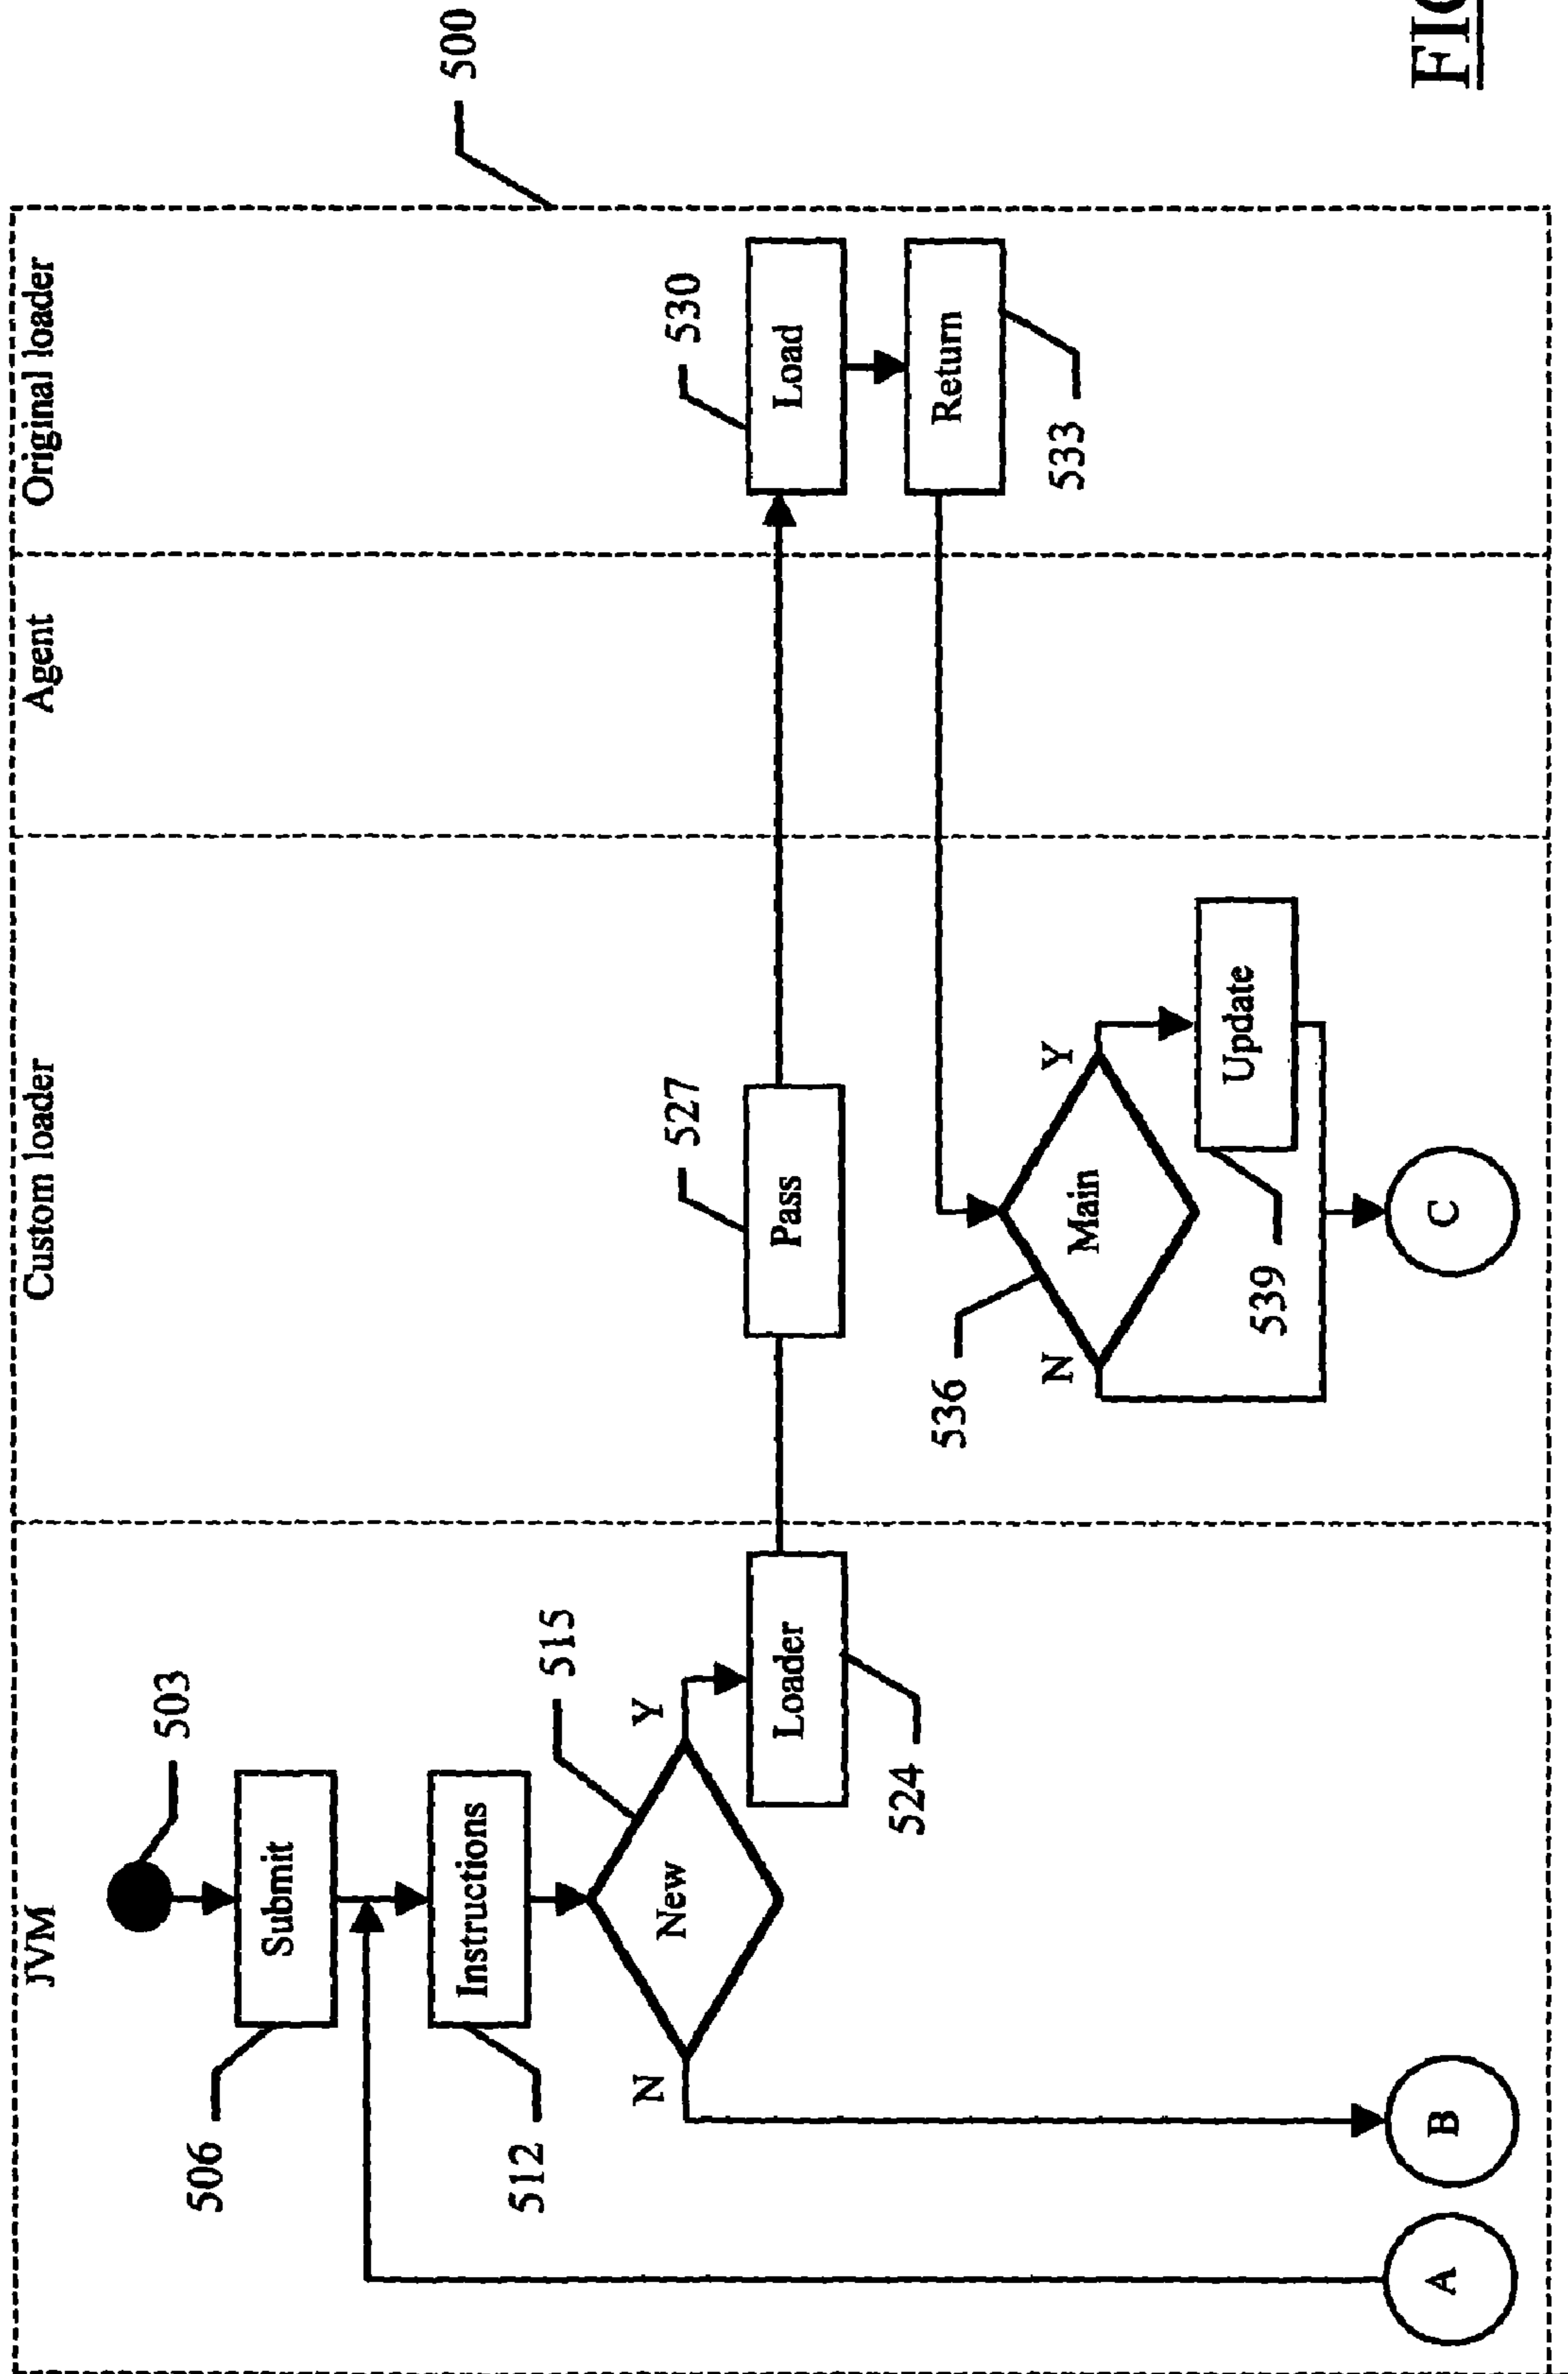 JVM
Custom loader
Agent
Original loader
500
503
506
Submit
512
Instructions
515
New
N
Y
Loader
524
527
Pass
530
Load
Return
533
536
Main
N
Y
Update
539
A
B
C